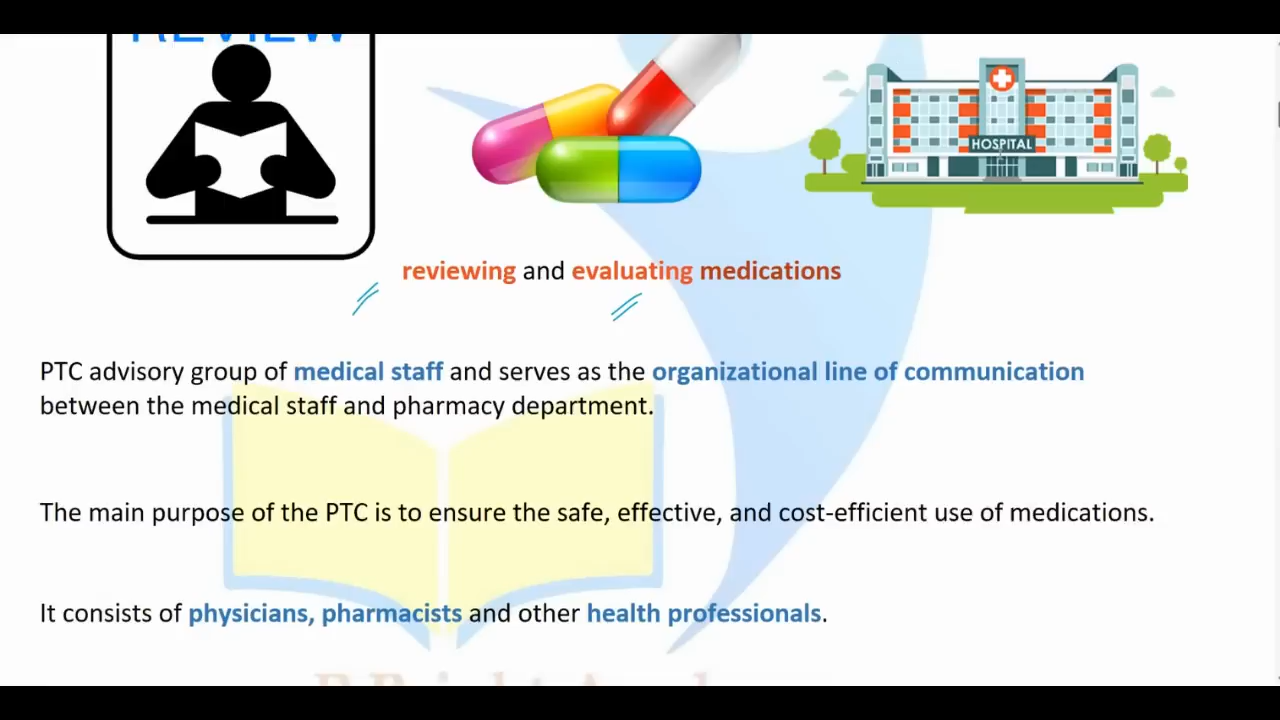 REVIEW
HOSPITAL
reviewing and evaluating medications
PTC advisory group of medical staff and serves as the organizational line of communication
between the medical staff and pharmacy department.
The main purpose of the PTC is to ensure the safe, effective, and cost-efficient use of medications.
It consists of physicians, pharmacists and other health professionals.